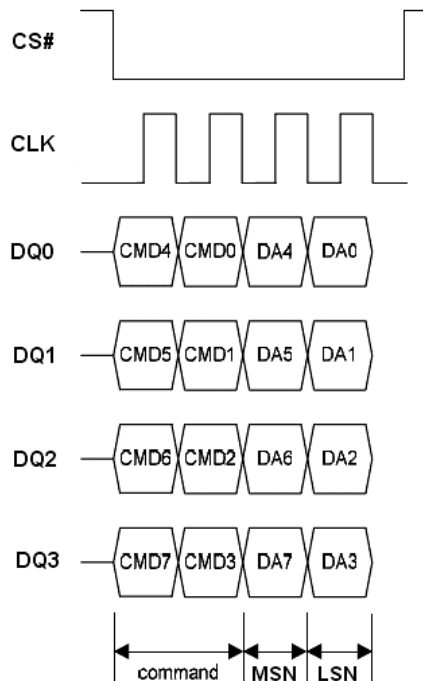 CS#
CLK
DQ0 CMD4 CMD0 DA4 DA0
DQ1 CMD5 CMD1 DA5 DA1
DQ2 CMD6 CMD2 DA6 DA2
DQ3 CMD7 CMD3 DA7 DA3
command MSN LSN